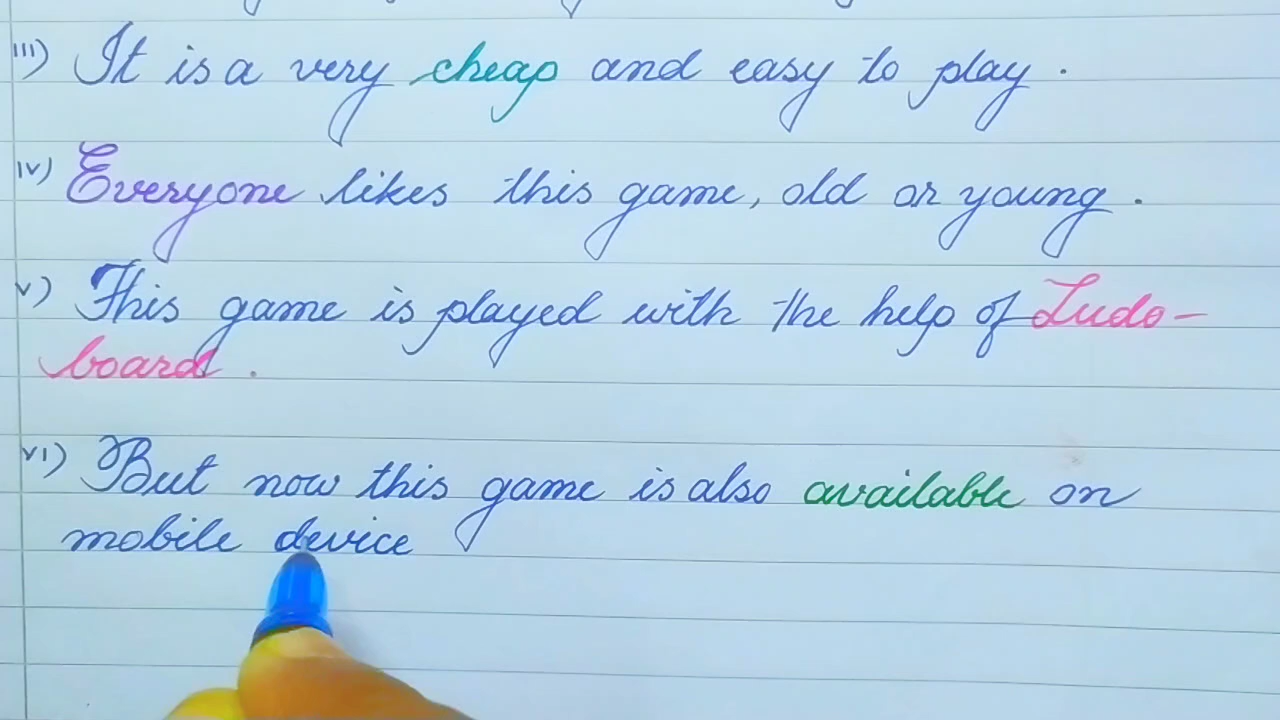 iii) It is a very cheap and easy to play.
iv) Everyone likes this game, old or young.
v) This game is played with the help of Ludo-
board.
vi) But now this game is also available on
mobile device